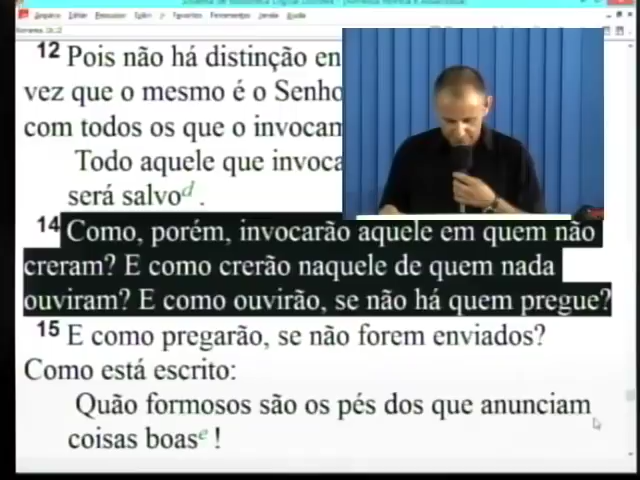 12 Pois não há distinção en
vez que o mesmo é o Senho
com todos os que o invocam
Todo aquele que invoca
será salvo d .
14 Como, porém, invocarão aquele em quem não
creram? E como crerão naquele de quem nada
ouviram? E como ouvirão, se não há quem pregue?
15 E como pregarão, se não forem enviados?
Como está escrito:
Quão formosos são os pés dos que anunciam
coisas boas e !